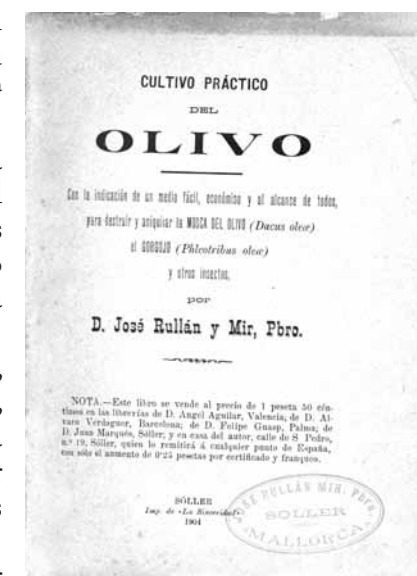 CULTIVO PRÁCTICO
DEL
OLIVO
Con la indicación de un medio fácil, económico y al alcance de todos,
para destruir y aniquilar la MOSCA DEL OLIVO (Dacus oleæ)
el GORGOJO (Phleotribus oleæ)
y otros insectos,
por
D. José Rullán y Mir, Pbro.
NOTA.—Este libro se vende al precio de 1 peseta 50 cén-
timos en las librerías de D. Angel Aguilar, Valencia, de D. Al-
varo Verdaguer, Barcelona; de D. Felipe Guasp, Palma; de
D. Juan Marqués, Sóller; y en casa del autor, calle de S Pedro,
n.º 19, Sóller, quien lo remitirá á cualquier punto de España,
con sólo el aumento de 0'25 pesetas por certificado y franqueo.
SÓLLER
Imp. de «La Sinceridad»
1904
JOSÉ RULLÁN MIR. Pbro.
SOLLER
MALLORCA